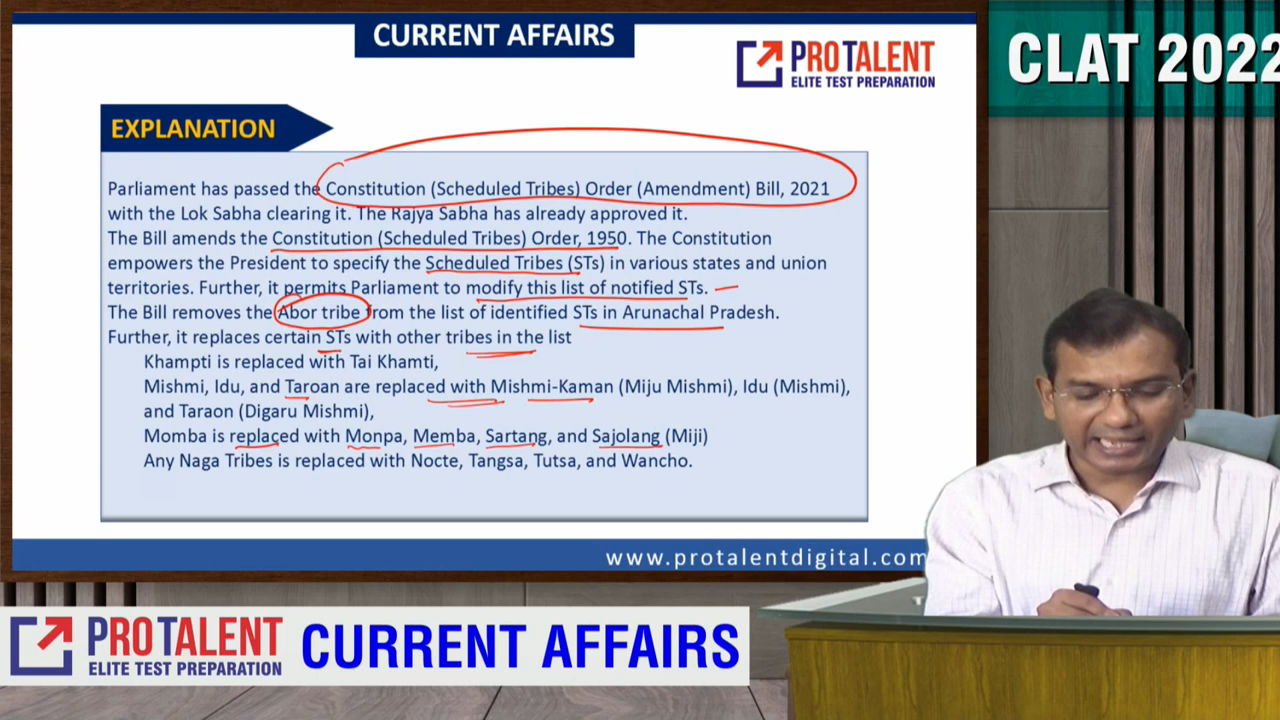 CURRENT AFFAIRS
PROTALENT
ELITE TEST PREPARATION
CLAT 2022
EXPLANATION
Parliament has passed the Constitution (Scheduled Tribes) Order (Amendment) Bill, 2021
with the Lok Sabha clearing it. The Rajya Sabha has already approved it.
The Bill amends the Constitution (Scheduled Tribes) Order, 1950. The Constitution
empowers the President to specify the Scheduled Tribes (STs) in various states and union
territories. Further, it permits Parliament to modify this list of notified STs.
The Bill removes the Abor tribe from the list of identified STs in Arunachal Pradesh.
Further, it replaces certain STs with other tribes in the list
Khampti is replaced with Tai Khamti,
Mishmi, Idu, and Taroan are replaced with Mishmi-Kaman (Miju Mishmi), Idu (Mishmi),
and Taraon (Digaru Mishmi),
Momba is replaced with Monpa, Memba, Sartang, and Sajolang (Miji)
Any Naga Tribes is replaced with Nocte, Tangsa, Tutsa, and Wancho.
www.protalentdigital.com
PROTALENT
ELITE TEST PREPARATION
CURRENT AFFAIRS